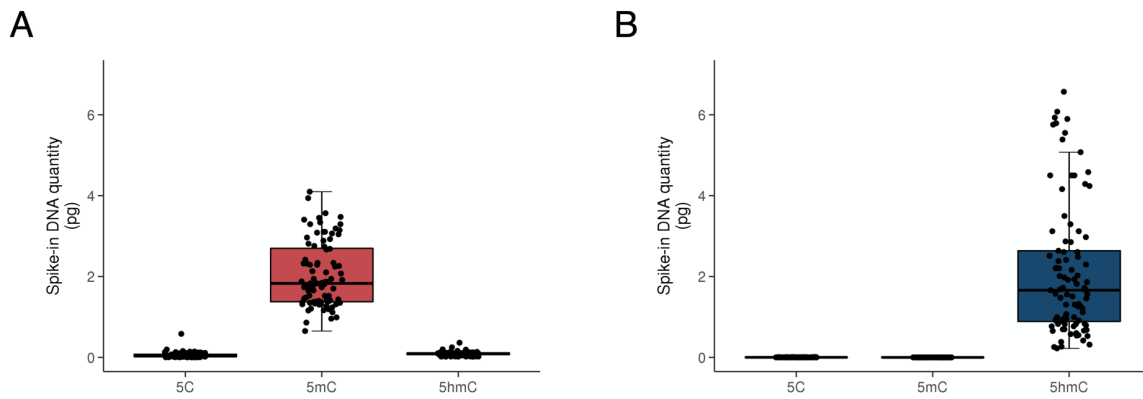 A
Spike-in DNA quantity
(pg)
6
4
2
0
5C
5mC
5hmC
B
Spike-in DNA quantity
(pg)
6
4
2
0
5C
5mC
5hmC